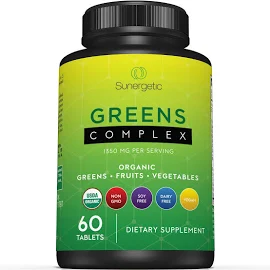 Sunergetic
GREENS
COMPLEX
1350 MG PER SERVING
ORGANIC
GREENS • FRUITS • VEGETABLES
USDA
ORGANIC
NON
GMO
SOY
FREE
DAIRY
FREE
VEGAN
60
TABLETS
DIETARY SUPPLEMENT